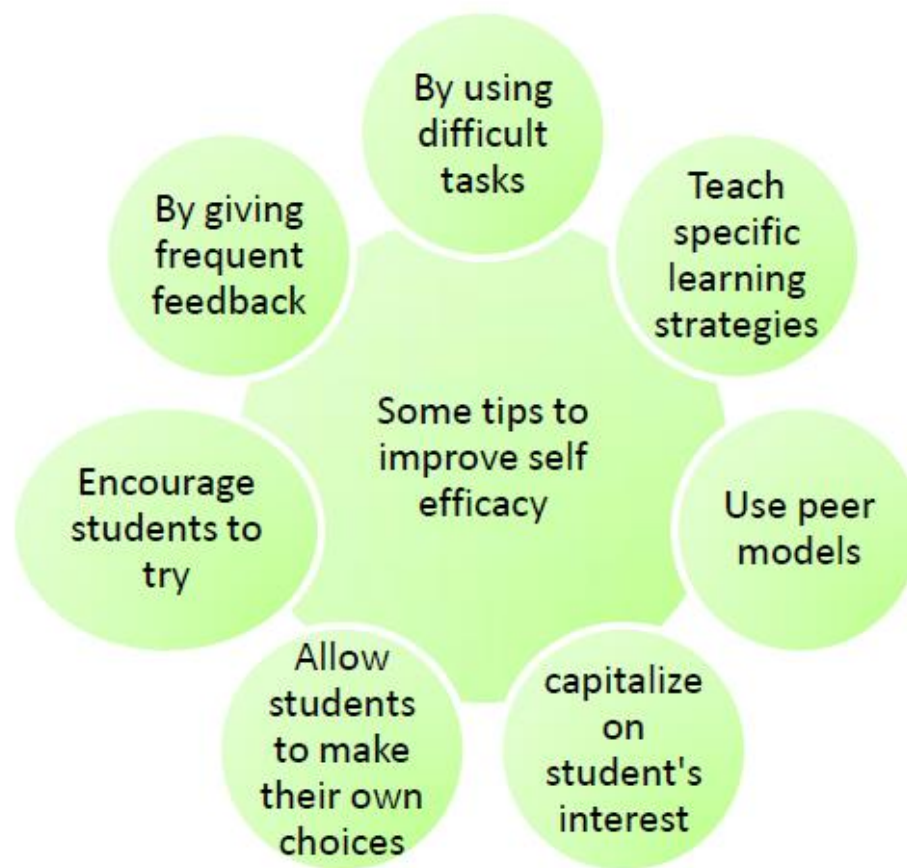 By using
difficult
tasks
Teach
specific
learning
strategies
Use peer
models
capitalize
on
student's
interest
Allow
students
to make
their own
choices
Encourage
students to
try
By giving
frequent
feedback
Some tips to
improve self
efficacy